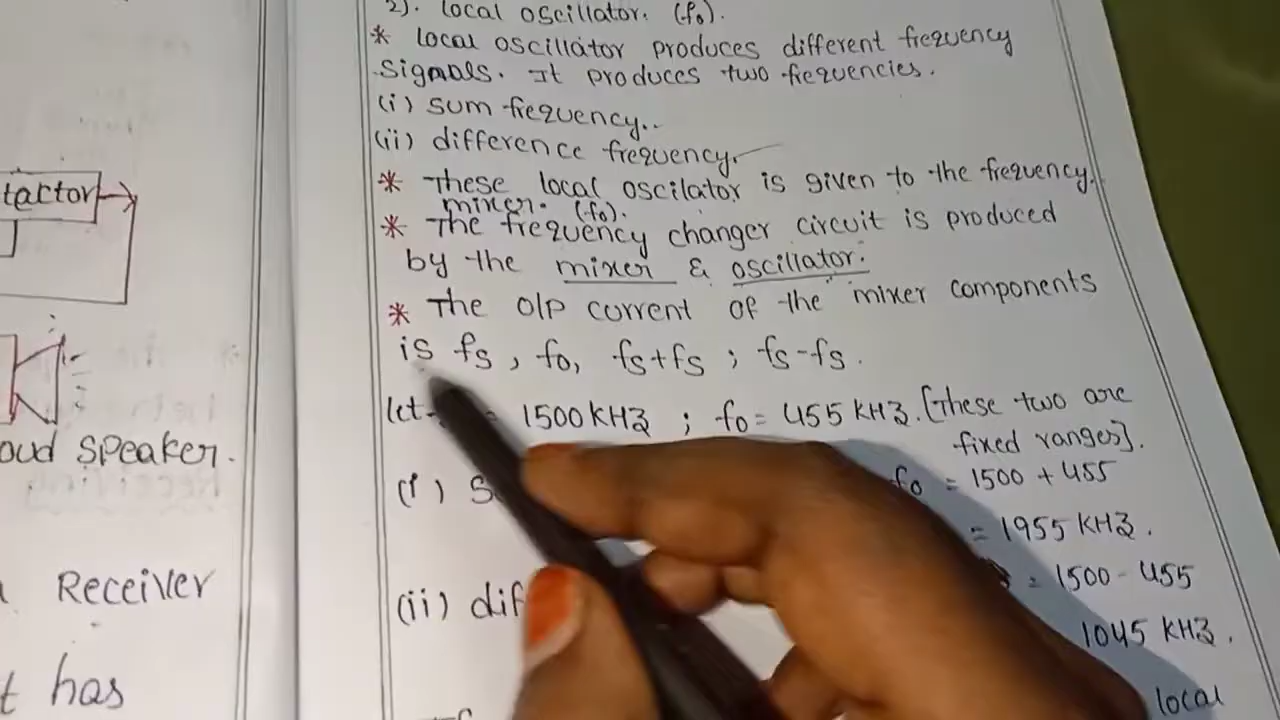 tactor
oud speaker.
Receiver
t has
2). local oscillator. (fo).
* local oscillator produces different frequency
signals. It produces two frequencies.
(i) sum frequency..
(ii) difference frequency.
* These local oscilator is given to the frequency.
mixer. (fo).
* The frequency changer circuit is produced
by the mixer & oscillator.
* The O/P current of the mixer components
is fs, fo, fs+fs ; fs-fs.
let = 1500 KHz ; fo = 455 KHz. [These two are
fixed ranges].
(i) S fo = 1500 + 455
= 1955 KHz.
(ii) dif = 1500 - 455
1045 KHz.
local